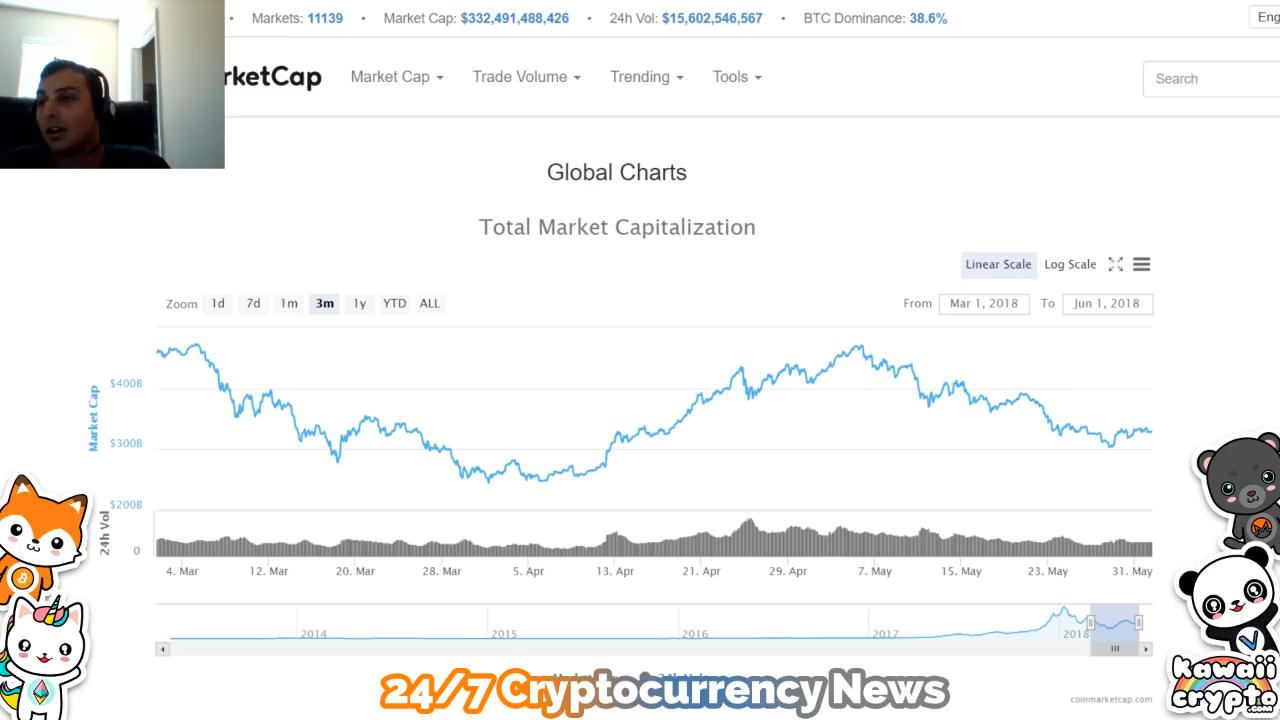 Markets: 11139 • Market Cap: $332,491,488,426 • 24h Vol: $15,602,546,567 • BTC Dominance: 38.6% Eng
rketCap Market Cap Trade Volume Trending Tools Search
Global Charts
Total Market Capitalization
Linear Scale Log Scale
Zoom 1d 7d 1m 3m 1y YTD ALL From Mar 1, 2018 To Jun 1, 2018
Market Cap
$400B
$300B
$200B
24h Vol
0
4. Mar 12. Mar 20. Mar 28. Mar 5. Apr 13. Apr 21. Apr 29. Apr 7. May 15. May 23. May 31. May
2014 2015 2016 2017 2018
24/7 Cryptocurrency News
coinmarketcap.com
kawaii
crypto
.com